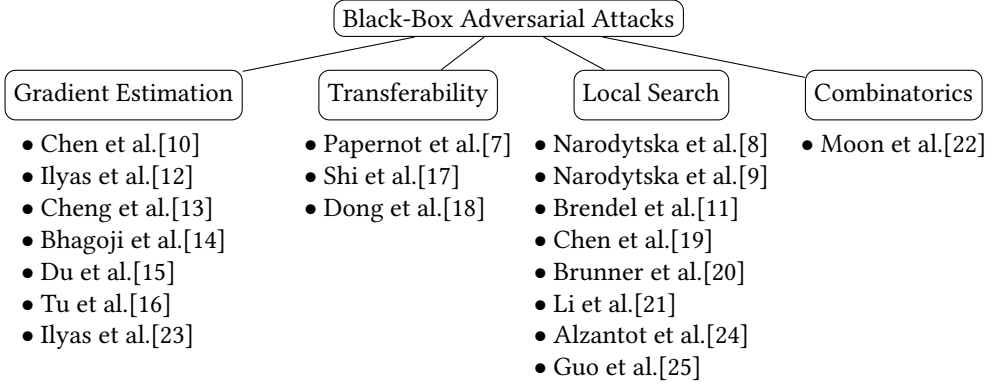 Black-Box Adversarial Attacks
Gradient Estimation
• Chen et al.[10]
• Ilyas et al.[12]
• Cheng et al.[13]
• Bhagoji et al.[14]
• Du et al.[15]
• Tu et al.[16]
• Ilyas et al.[23]
Transferability
• Papernot et al.[7]
• Shi et al.[17]
• Dong et al.[18]
Local Search
• Narodytska et al.[8]
• Narodytska et al.[9]
• Brendel et al.[11]
• Chen et al.[19]
• Brunner et al.[20]
• Li et al.[21]
• Alzantot et al.[24]
• Guo et al.[25]
Combinatorics
• Moon et al.[22]